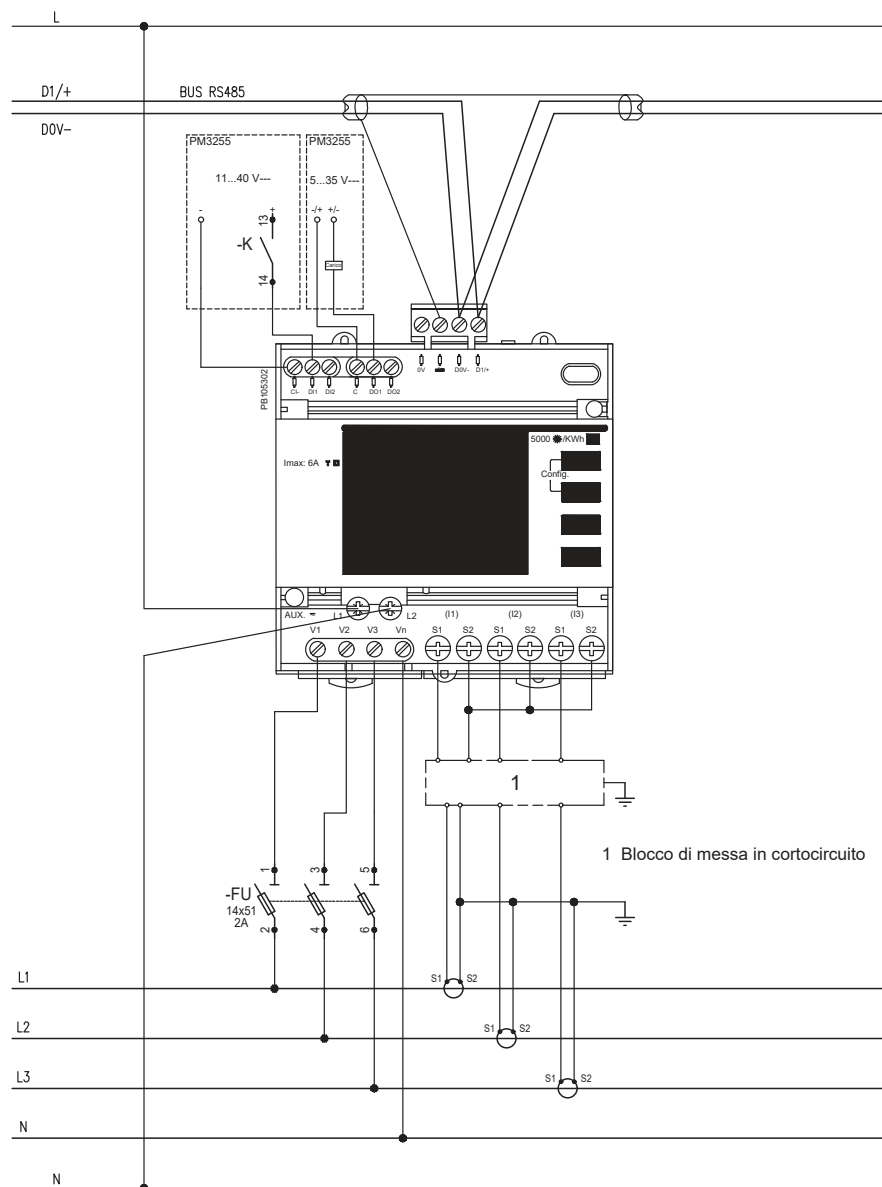 L
D1/+ BUS RS485
D0V-
PM3255 PM3255
11...40 V--- 5...35 V---
- + -/+ +/-
13
-K
14
Carico
0V D0V- D1/+
CI- DI1 DI2 C DO1 DO2
PB105302
5000 /KWh
Imax: 6A
Config.
AUX. ~ L1 L2 (I1) (I2) (I3)
V1 V2 V3 Vn S1 S2 S1 S2 S1 S2
1
1 Blocco di messa in cortocircuito
1 3 5
-FU
14x51
2A
2 4 6
L1 S1 S2
L2 S1 S2
L3 S1 S2
N
N